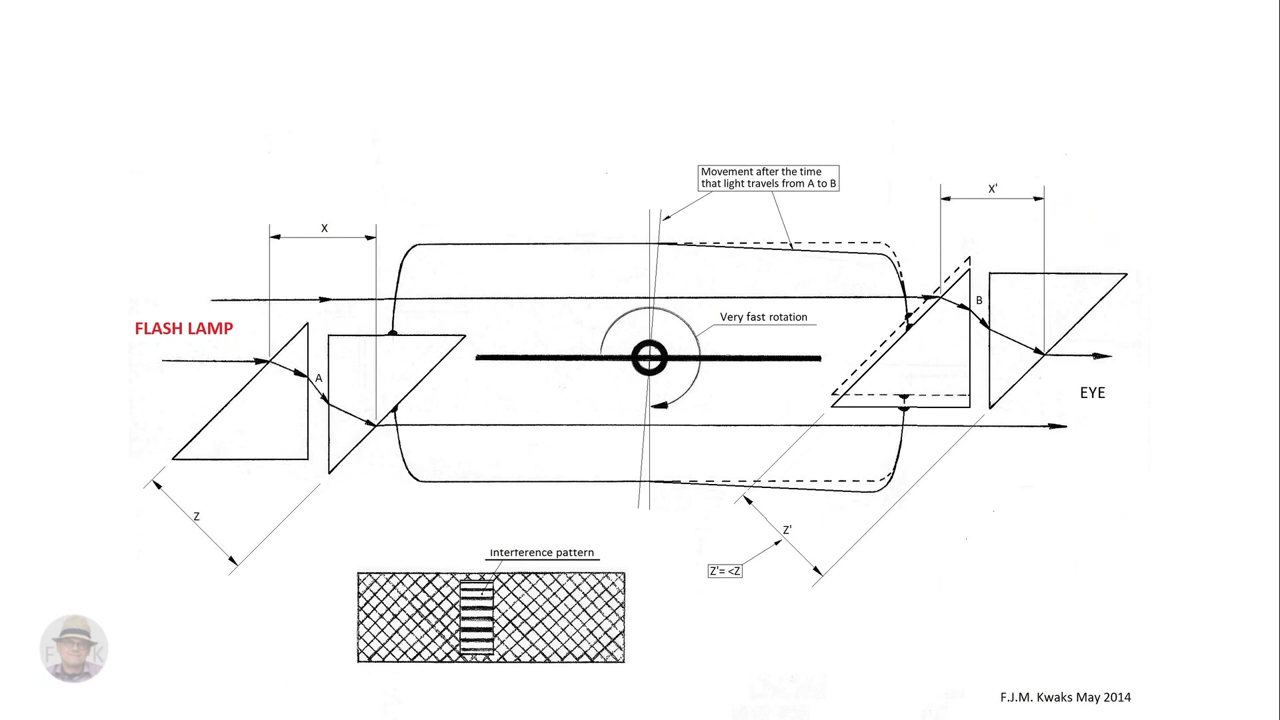 Movement after the time
that light travels from A to B
X'
X
FLASH LAMP
Very fast rotation
B
A
EYE
Z
Z'
Z'= <Z
Interference pattern
F K
F.J.M. Kwaks May 2014